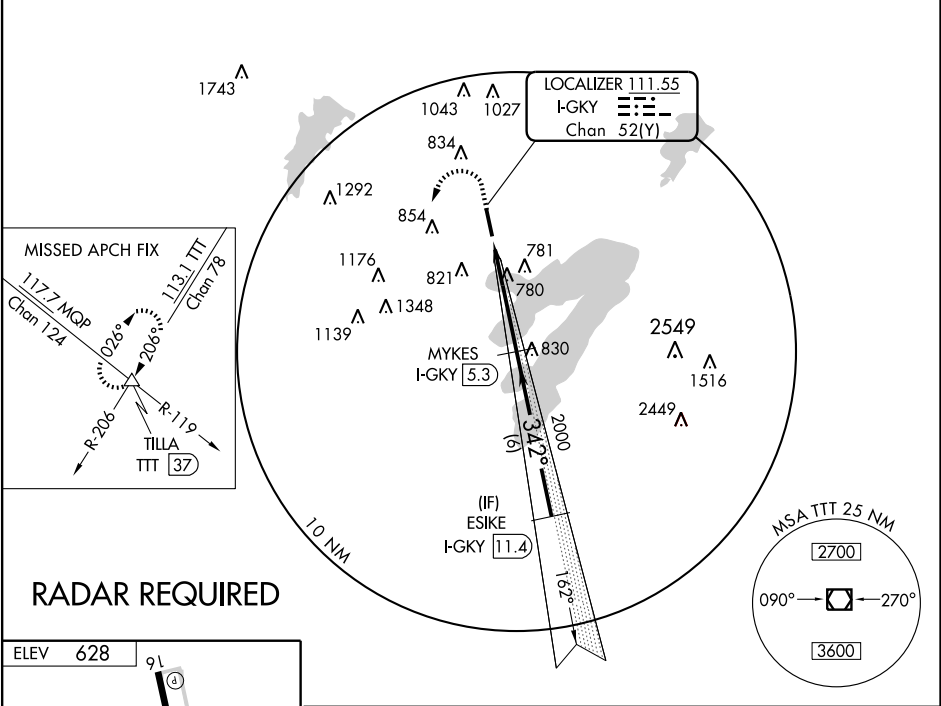 1743
1043
1027
LOCALIZER 111.55
I-GKY
Chan 52(Y)
834
1292
854
MISSED APCH FIX
117.7 MQP
Chan 124
113.1 TTT
Chan 78
026°
206°
R-206
R-119
TILLA
TTT 37
1176
821
781
780
1348
1139
MYKES
I-GKY 5.3
830
2549
1516
2449
2000
342°
(6)
(IF)
ESIKE
I-GKY 11.4
162°
10 NM
RADAR REQUIRED
MSA TTT 25 NM
2700
090°
270°
3600
ELEV 628
16
P